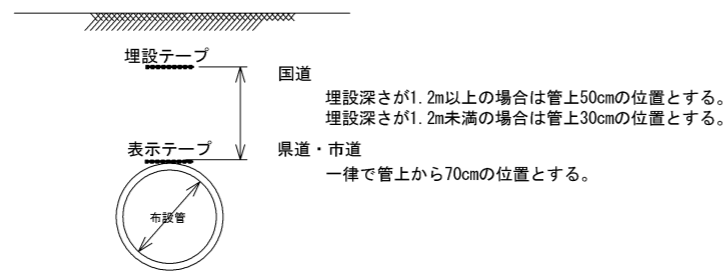 埋設テープ
国道
埋設深さが1.2m以上の場合は管上50cmの位置とする。
埋設深さが1.2m未満の場合は管上30cmの位置とする。
表示テープ
県道・市道
一律で管上から70cmの位置とする。
布設管